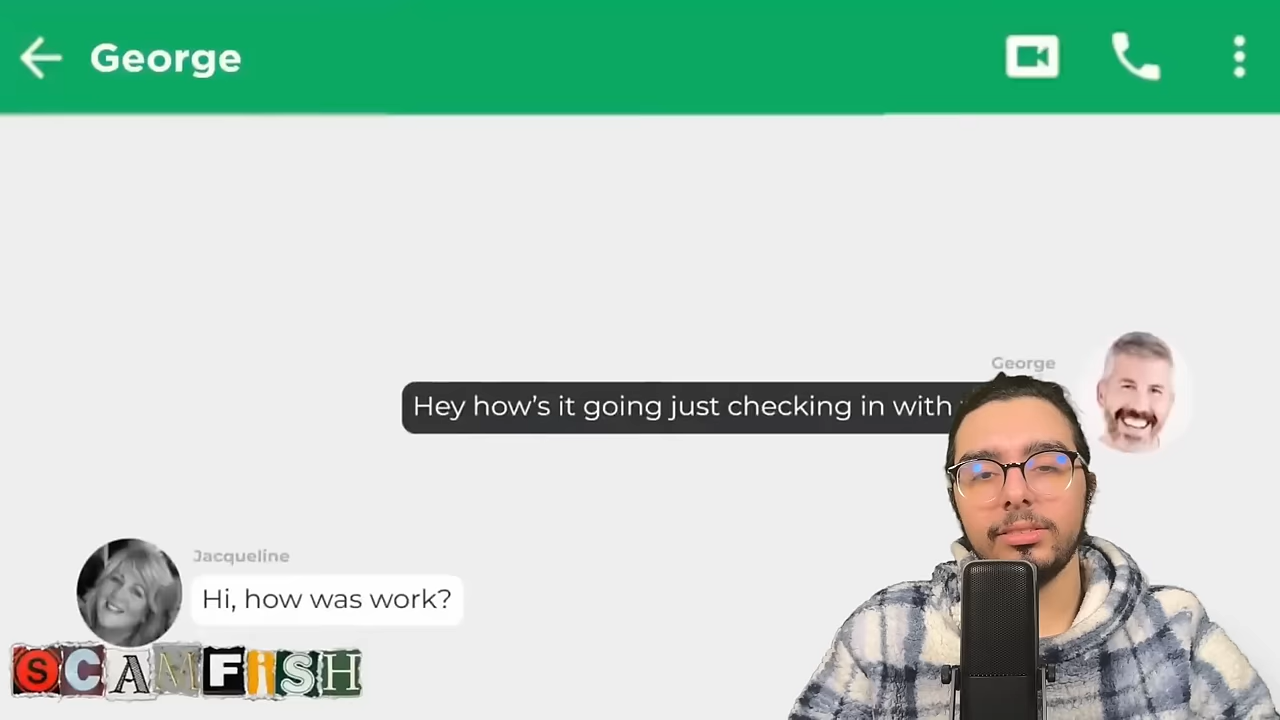 George
George
Hey how's it going just checking in with
Jacqueline
Hi, how was work?
SCAMFISH